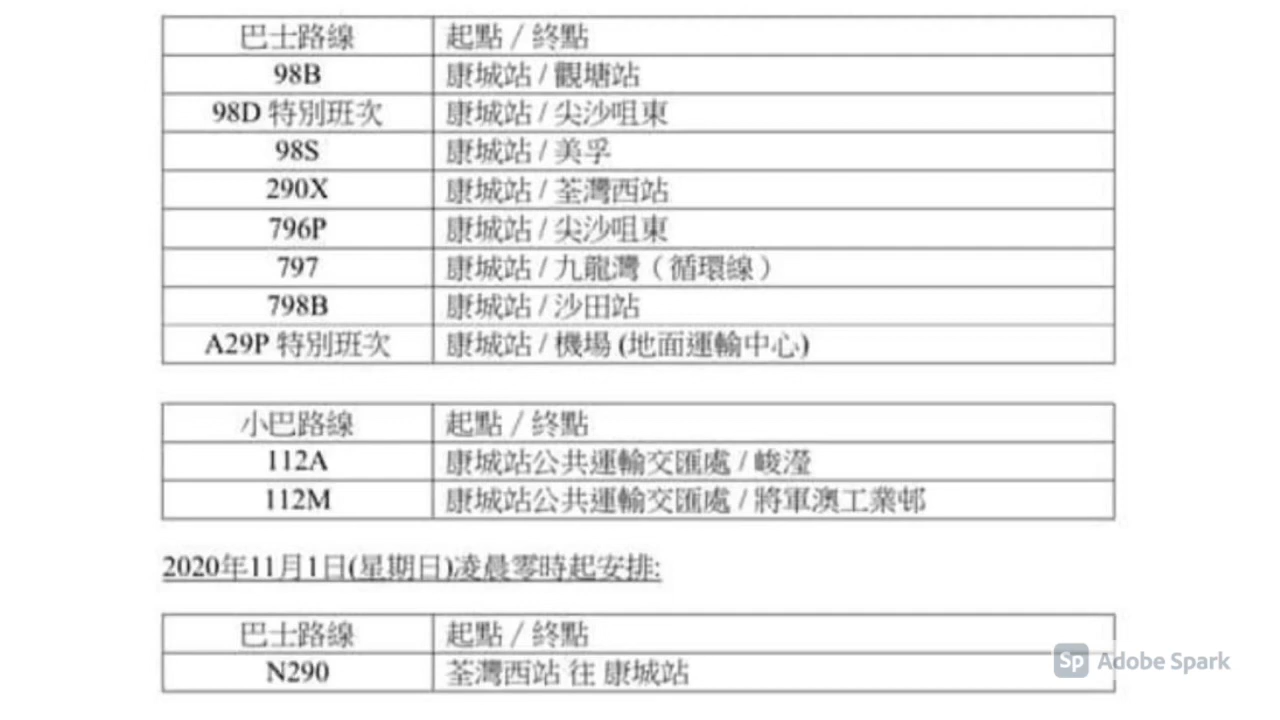 巴士路線 起點 / 終點
98B 康城站 / 觀塘站
98D 特別班次 康城站 / 尖沙咀東
98S 康城站 / 美孚
290X 康城站 / 荃灣西站
796P 康城站 / 尖沙咀東
797 康城站 / 九龍灣（循環線）
798B 康城站 / 沙田站
A29P 特別班次 康城站 / 機場 (地面運輸中心)
小巴路線 起點 / 終點
112A 康城站公共運輸交匯處 / 峻瀅
112M 康城站公共運輸交匯處 / 將軍澳工業邨
2020年11月1日(星期日)凌晨零時起安排:
巴士路線 起點 / 終點
N290 荃灣西站 往 康城站
Sp Adobe Spark